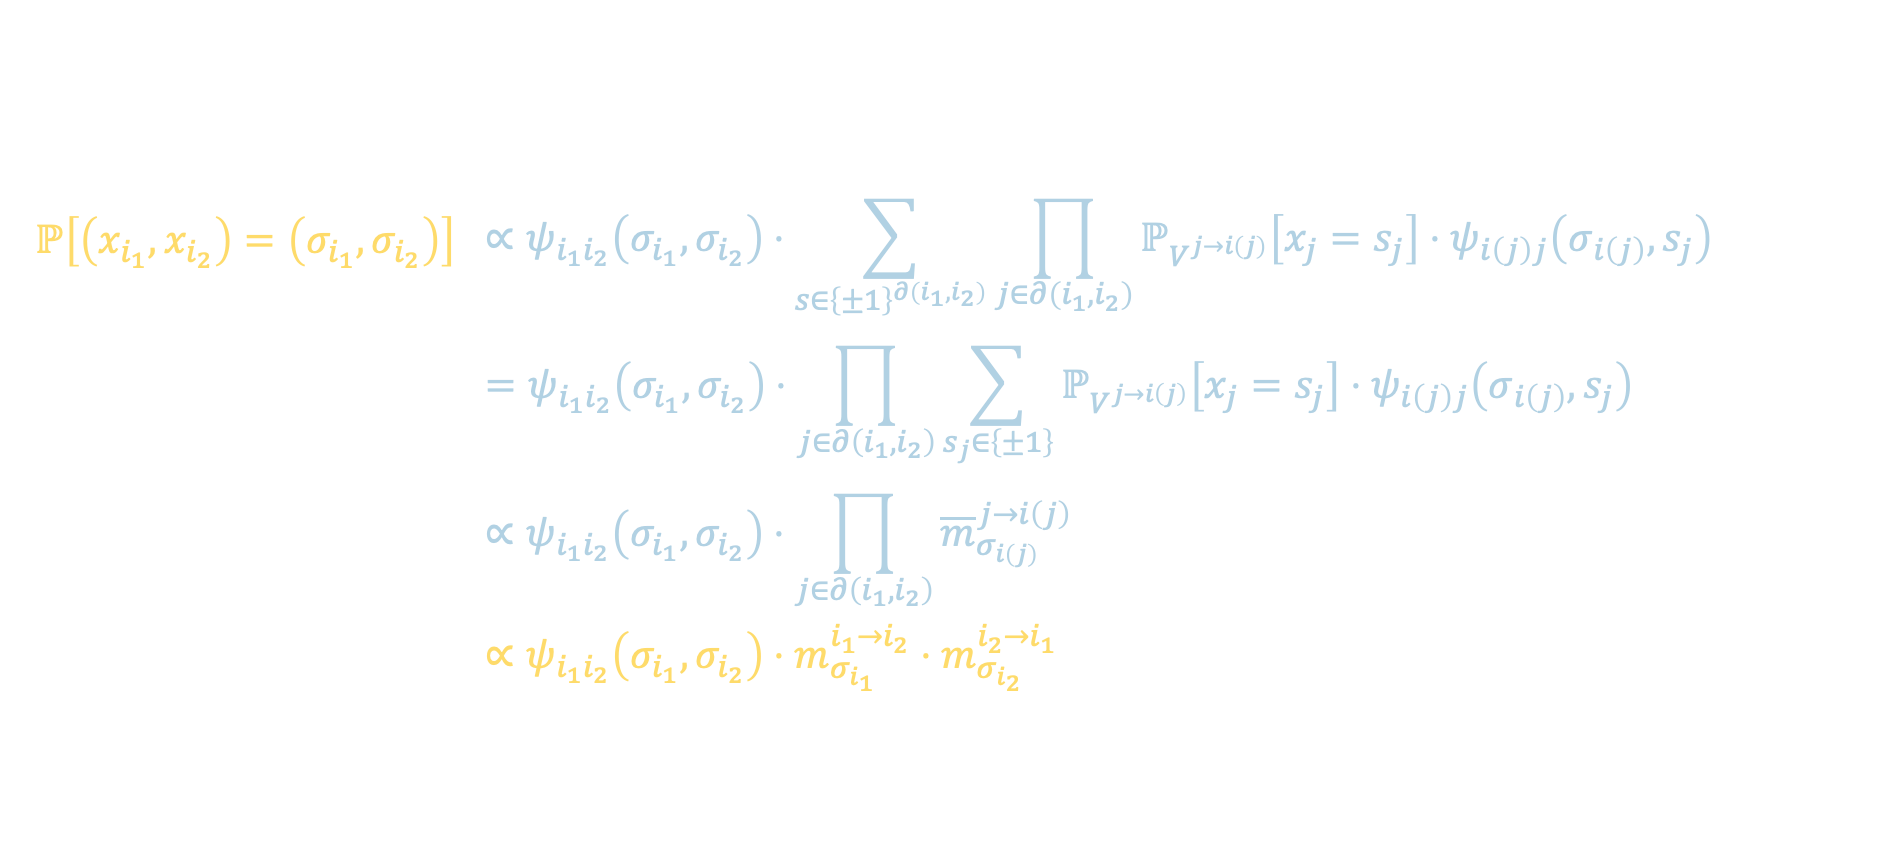 ℙ[(x_{i_1}, x_{i_2}) = (σ_{i_1}, σ_{i_2})] ∝ ψ_{i_1 i_2}(σ_{i_1}, σ_{i_2}) · ∑_{s∈{±1}^{∂(i_1,i_2)}} ∏_{j∈∂(i_1,i_2)} ℙ_{V^{j→i(j)}}[x_j = s_j] · ψ_{i(j)j}(σ_{i(j)}, s_j)
= ψ_{i_1 i_2}(σ_{i_1}, σ_{i_2}) · ∏_{j∈∂(i_1,i_2)} ∑_{s_j∈{±1}} ℙ_{V^{j→i(j)}}[x_j = s_j] · ψ_{i(j)j}(σ_{i(j)}, s_j)
∝ ψ_{i_1 i_2}(σ_{i_1}, σ_{i_2}) · ∏_{j∈∂(i_1,i_2)} \overline{m}^{j→i(j)}_{σ_{i(j)}}
∝ ψ_{i_1 i_2}(σ_{i_1}, σ_{i_2}) · m^{i_1→i_2}_{σ_{i_1}} · m^{i_2→i_1}_{σ_{i_2}}